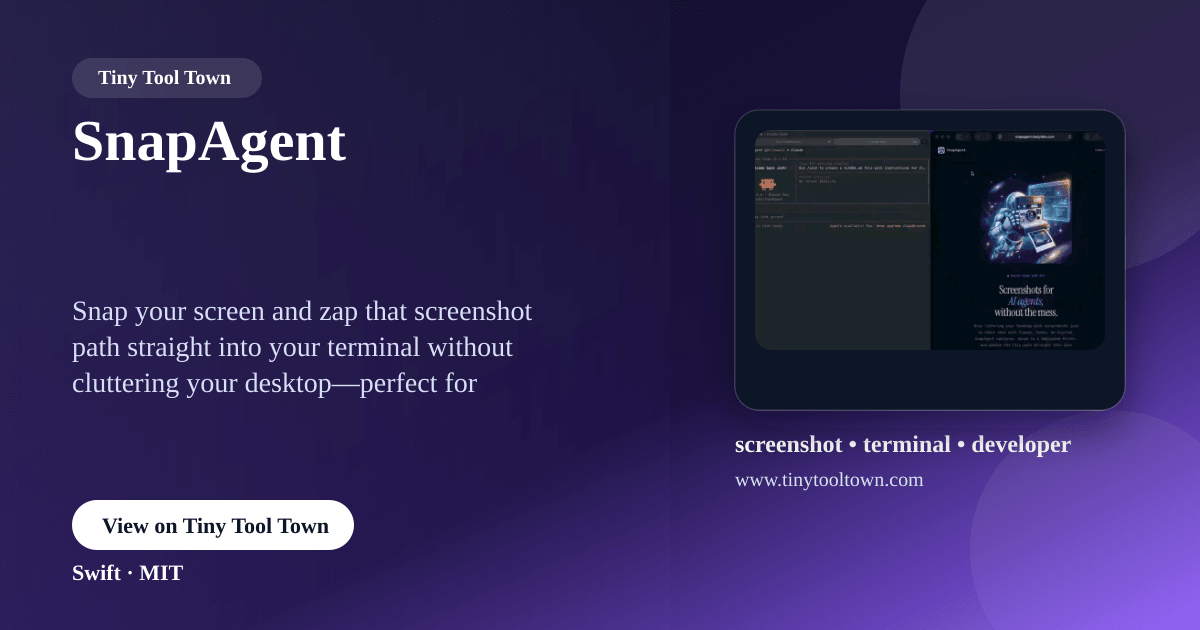 Tiny Tool Town
SnapAgent
Snap your screen and zap that screenshot
path straight into your terminal without
cluttering your desktop—perfect for
View on Tiny Tool Town
Swift · MIT
SnapAgent
Screenshots for
AI agents,
without the mess.
screenshot • terminal • developer
www.tinytooltown.com